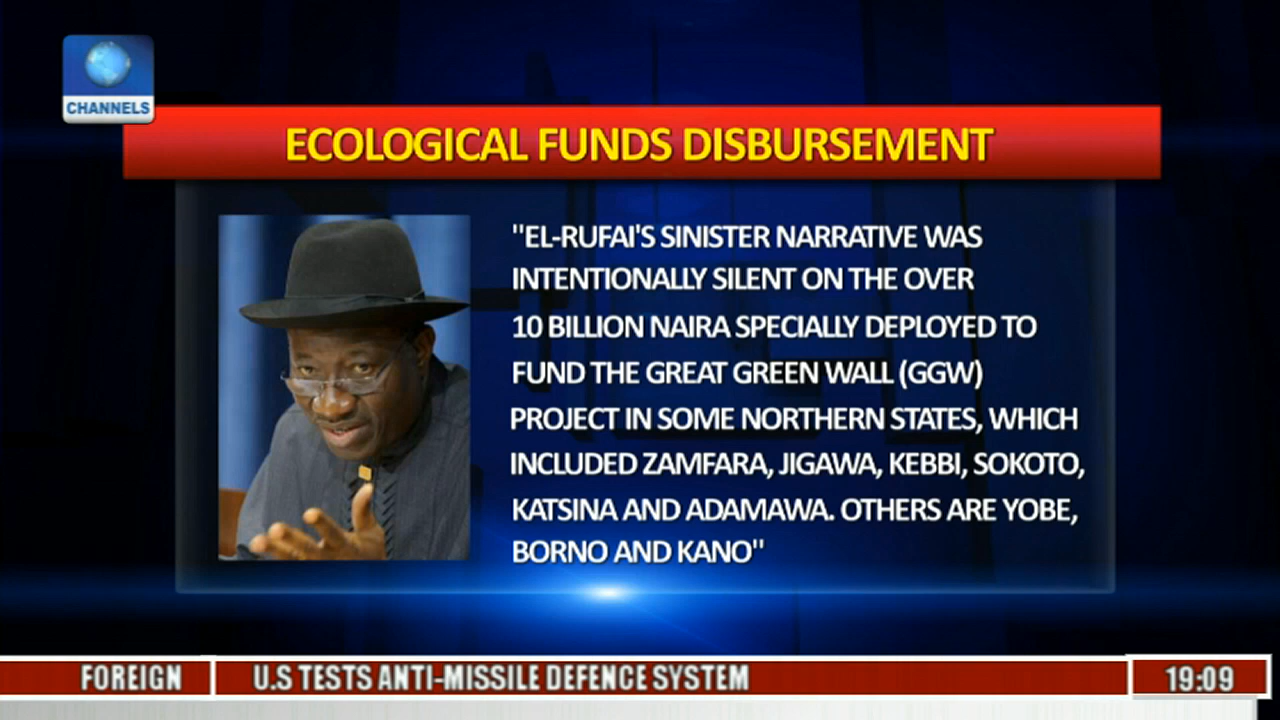 CHANNELS
ECOLOGICAL FUNDS DISBURSEMENT
"EL-RUFAI'S SINISTER NARRATIVE WAS
INTENTIONALLY SILENT ON THE OVER
10 BILLION NAIRA SPECIALLY DEPLOYED TO
FUND THE GREAT GREEN WALL (GGW)
PROJECT IN SOME NORTHERN STATES, WHICH
INCLUDED ZAMFARA, JIGAWA, KEBBI, SOKOTO,
KATSINA AND ADAMAWA. OTHERS ARE YOBE,
BORNO AND KANO"
FOREIGN
U.S TESTS ANTI-MISSILE DEFENCE SYSTEM
19:09